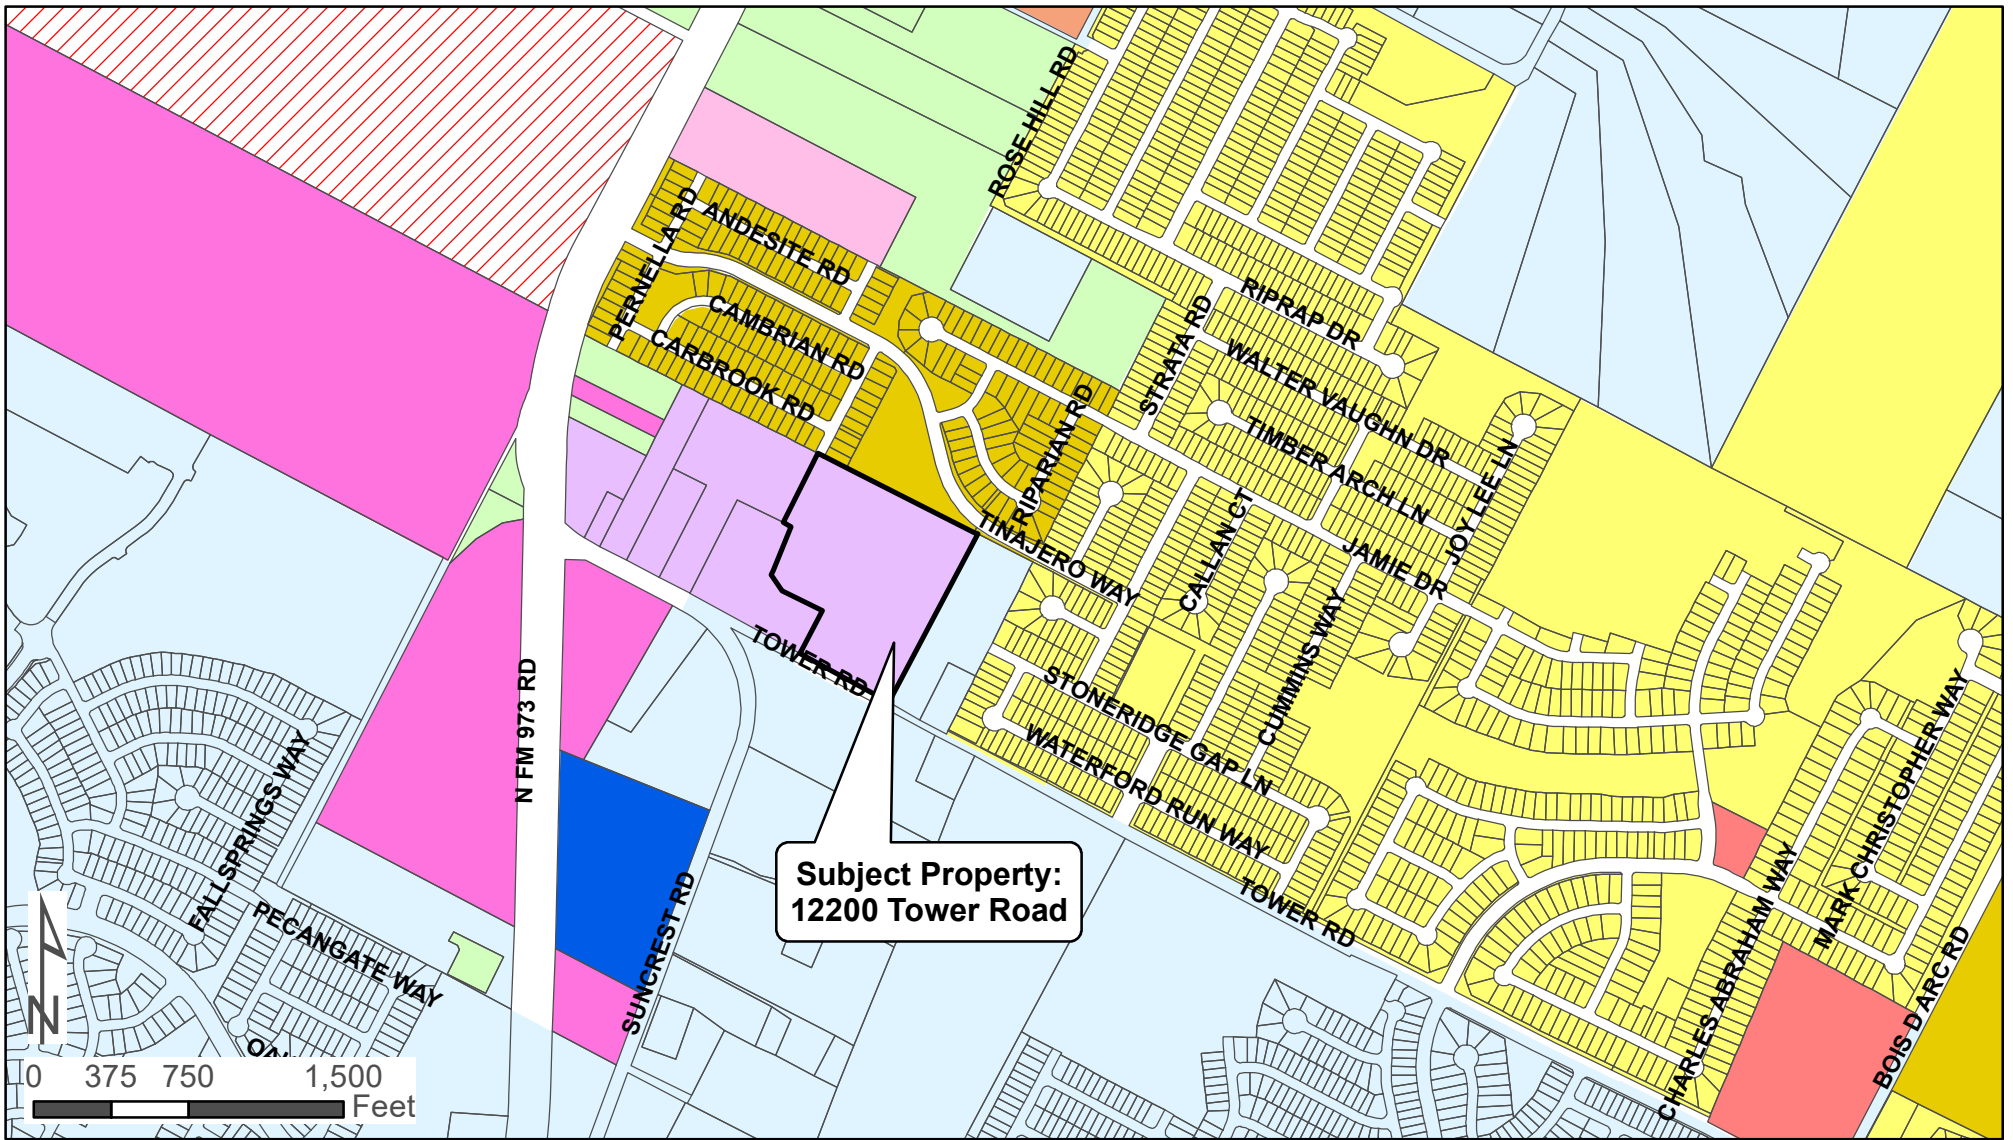 ROSE HILL RD
PERNELLA RD
ANDESITE RD
CAMBRIAN RD
CARBROOK RD
RIPRAP DR
STRATA RD
WALTER VAUGHN DR
TIMBER ARCH LN
JOY LEE LN
RIPARIAN RD
TINAJERO WAY
CALLAN CT
JAMIE DR
CUMMINS WAY
TOWER RD
STONERIDGE GAP LN
WATERFORD RUN WAY
N FM 973 RD
FALLSPRINGS WAY
PECANGATE WAY
SUNCREST RD
Subject Property:
12200 Tower Road
TOWER RD
MARK CHRISTOPHER WAY
CHARLES ABRAHAM WAY
BOIS D ARC RD
N
0 375 750 1,500
Feet